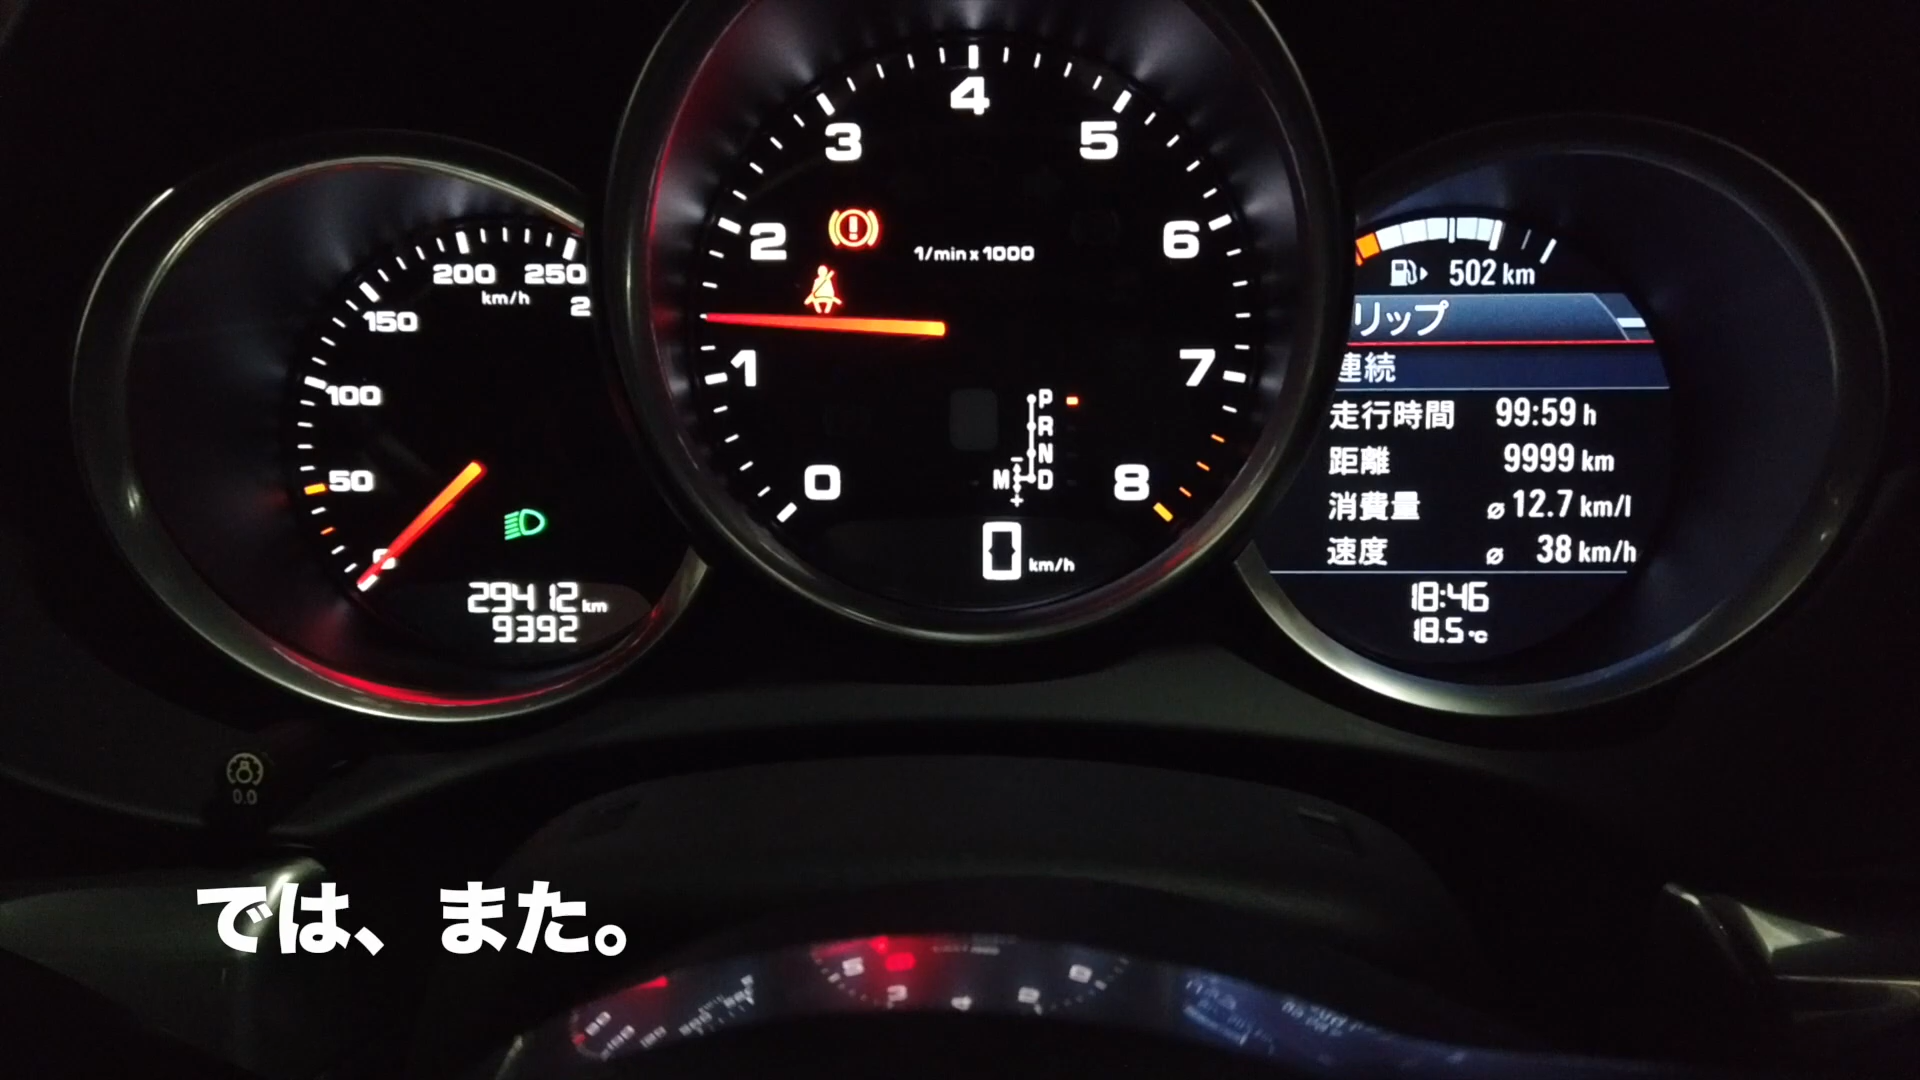 200 250
km/h
150
100
50
29412 km
9392
0.0
4
3
5
2
6
1/min x 1000
1
7
0
8
P
R
N
M D
0 km/h
502 km
リップ
連続
走行時間 99:59 h
距離 9999 km
消費量 ⌀ 12.7 km/l
速度 ⌀ 38 km/h
18:46
18.5 °C
では、また。